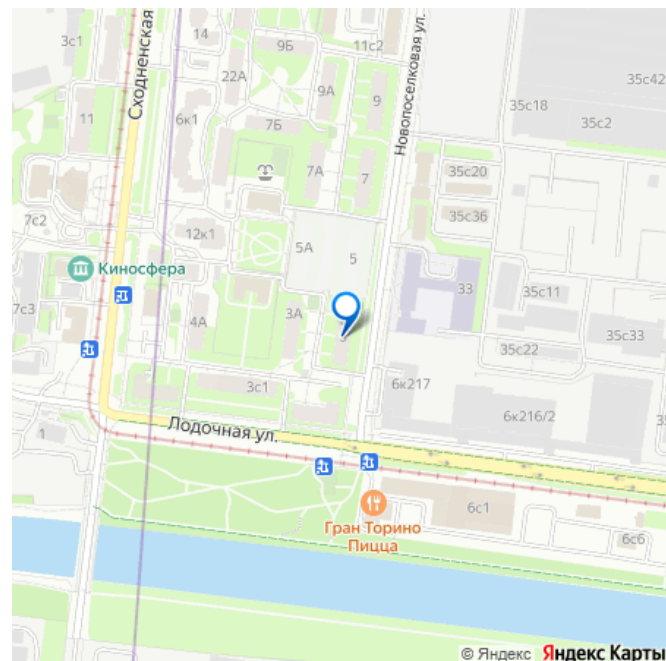 3с1
14
9Б
11с2
Сходненская
Новопоселковая ул.
35с42
22А
9А
9
35с18
35с2
11
6к1
7Б
7А
7
35с20
35с36
7с2
12к1
5А
5
Киносфера
33
35с11
7с3
4А
3А
35с33
35с22
3с1
6к217
6к216/2
1
Лодочная ул.
6с1
Гран Торино
Пицца
6с6
© Яндекс Яндекс Карты